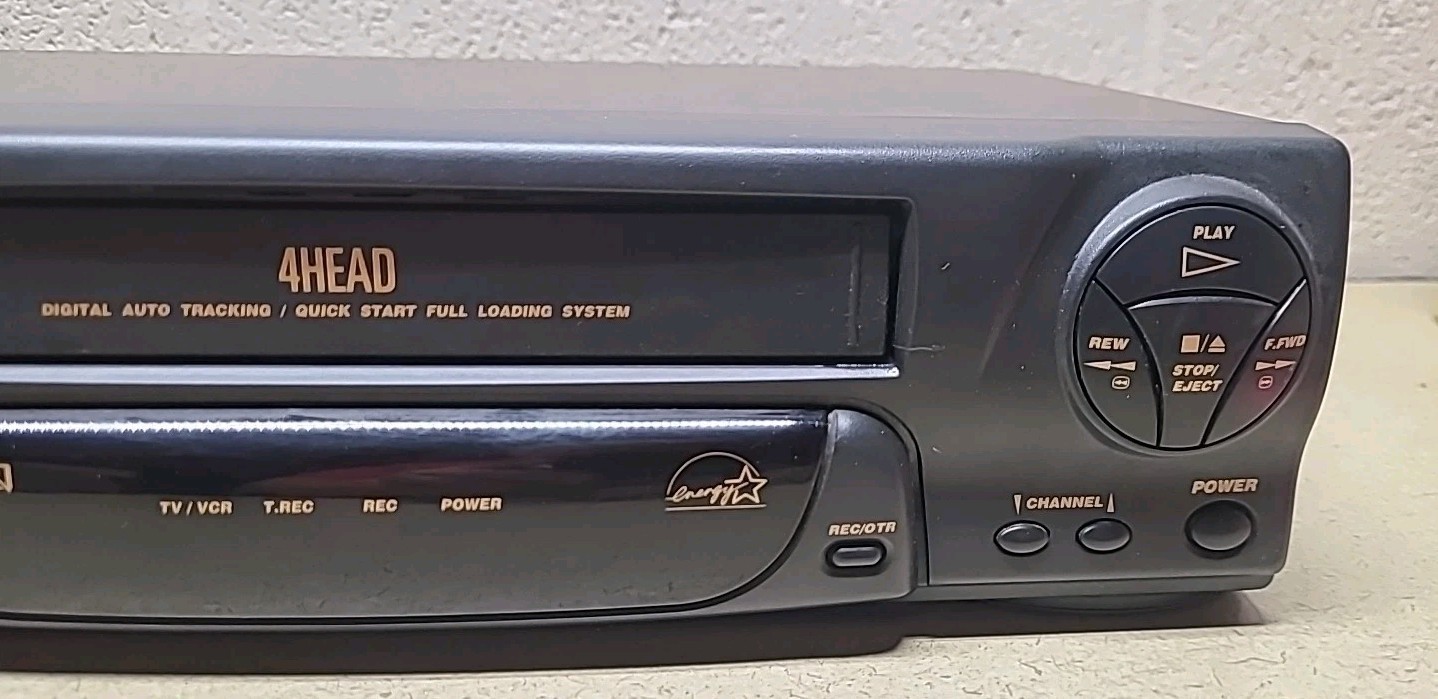 4HEAD
DIGITAL AUTO TRACKING / QUICK START FULL LOADING SYSTEM
TV/VCR T.REC REC POWER
energy
REC/OTR
PLAY
REW
STOP/
EJECT
F.FWD
CHANNEL
POWER